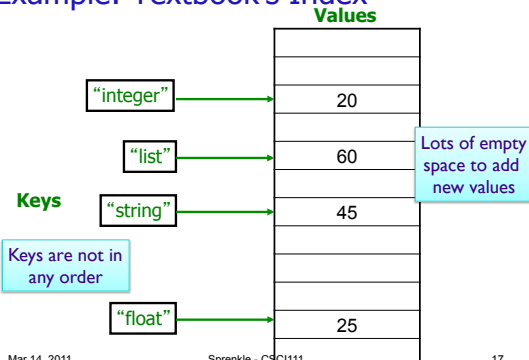 Example: Textbook's Index
Values
"integer"
20
"list"
60
Lots of empty
space to add
new values
Keys
"string"
45
Keys are not in
any order
"float"
25
Mar 14, 2011
Sprenkle - CSCI111
17